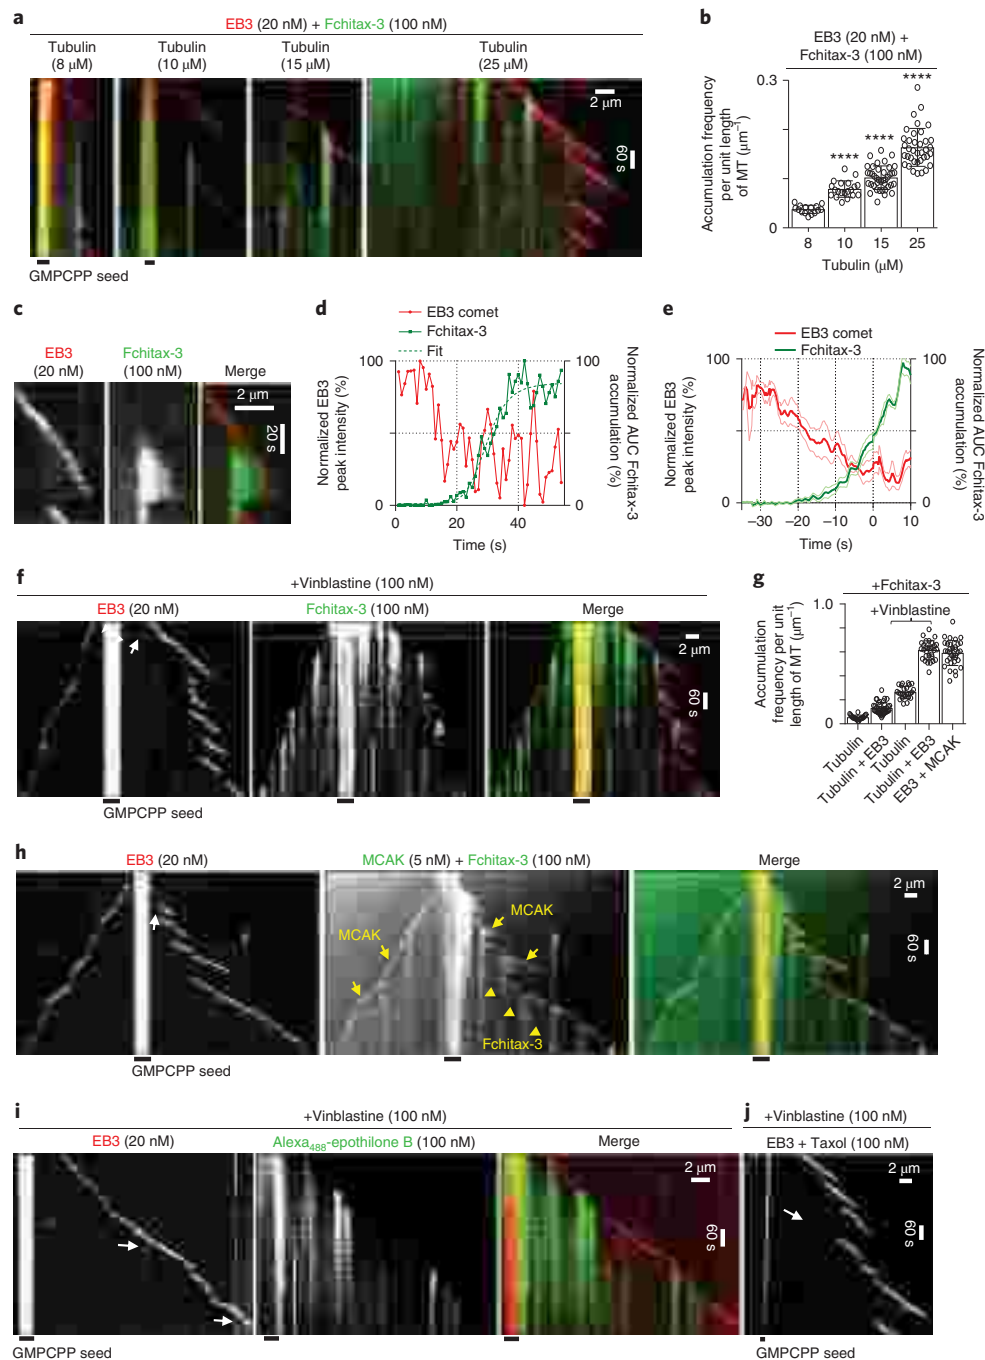 a
EB3 (20 nM) + Fchitax-3 (100 nM)
Tubulin (8 μM)
Tubulin (10 μM)
Tubulin (15 μM)
Tubulin (25 μM)
2 μm
60 s
GMPCPP seed
b
EB3 (20 nM) +
Fchitax-3 (100 nM)
Accumulation frequency
per unit length
of MT (μm⁻¹)
0.3
0
****
****
****
8 10 15 25
Tubulin (μM)
c
EB3 (20 nM)
Fchitax-3 (100 nM)
Merge
2 μm
20 s
d
EB3 comet
Fchitax-3
Fit
Normalized EB3
peak intensity (%)
100
0
100
0
Normalized AUC Fchitax-3
accumulation (%)
0 20 40
Time (s)
e
EB3 comet
Fchitax-3
Normalized EB3
peak intensity (%)
100
0
100
0
Normalized AUC Fchitax-3
accumulation (%)
–30 –20 –10 0 10
Time (s)
f
+Vinblastine (100 nM)
EB3 (20 nM)
Fchitax-3 (100 nM)
Merge
2 μm
60 s
GMPCPP seed
g
+Fchitax-3
+Vinblastine
Accumulation
frequency per unit
length of MT (μm⁻¹)
1.0
0
Tubulin
Tubulin + EB3
Tubulin
Tubulin + EB3
EB3 + MCAK
h
EB3 (20 nM)
MCAK (5 nM) + Fchitax-3 (100 nM)
Merge
MCAK
MCAK
Fchitax-3
2 μm
60 s
GMPCPP seed
i
+Vinblastine (100 nM)
EB3 (20 nM)
Alexa₄₈₈-epothilone B (100 nM)
Merge
2 μm
60 s
GMPCPP seed
j
+Vinblastine (100 nM)
EB3 + Taxol (100 nM)
2 μm
60 s
GMPCPP seed